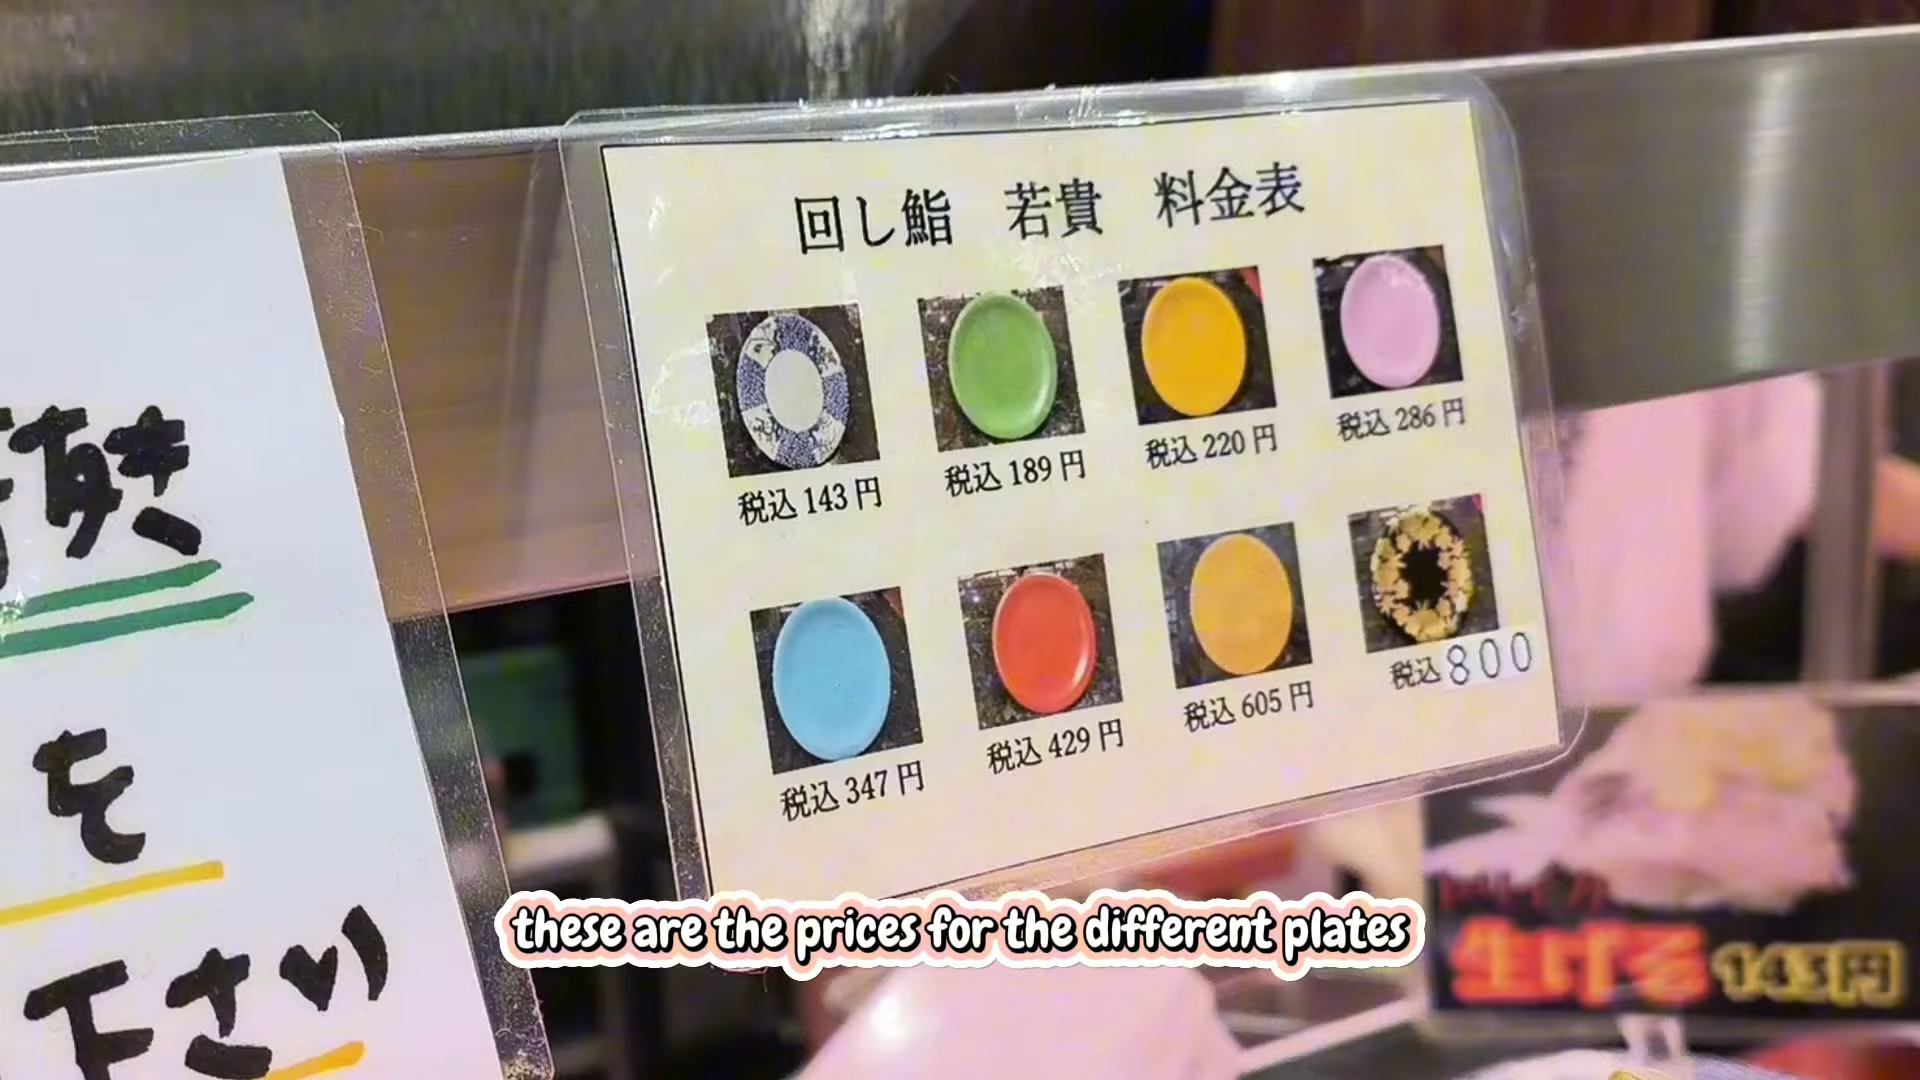 回し鮨 若貴 料金表
税込 143 円
税込 189 円
税込 220 円
税込 286 円
税込 347 円
税込 429 円
税込 605 円
税込 800
を
下さい
生げそ 143円
these are the prices for the different plates